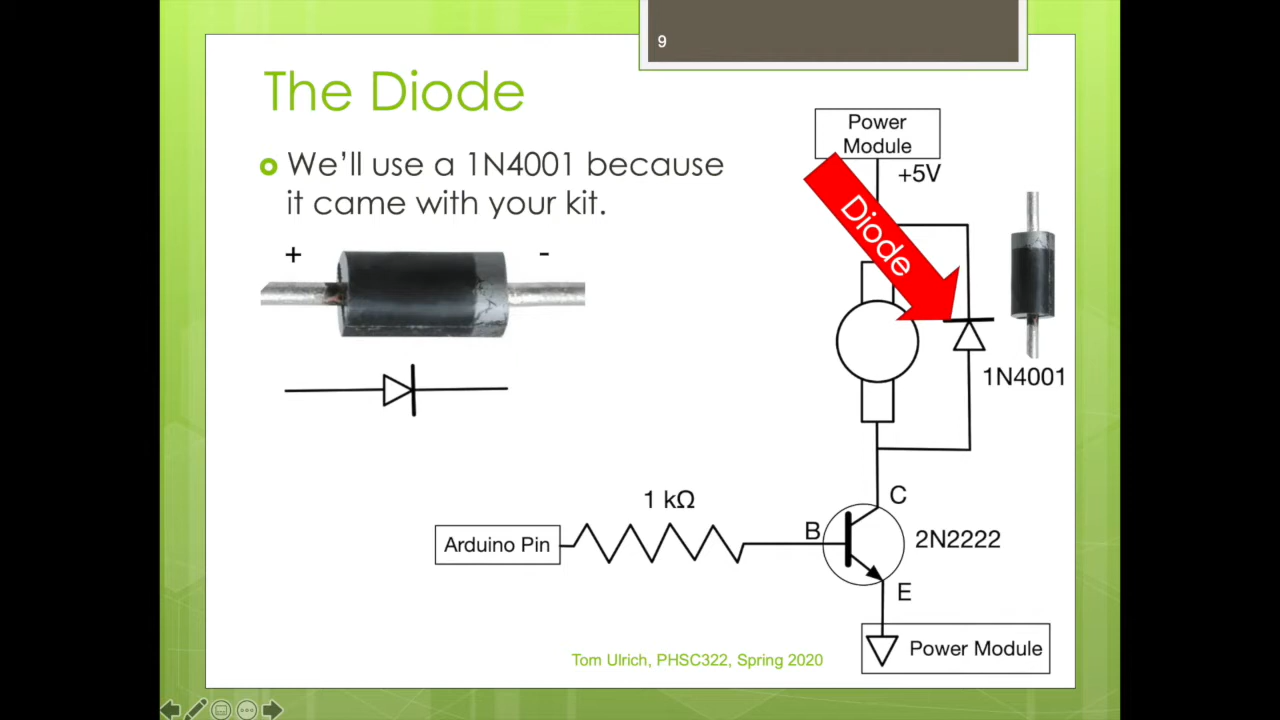 9
The Diode
We'll use a 1N4001 because
it came with your kit.
+ -
Power
Module
+5V
Diode
1N4001
1 kΩ
Arduino Pin
B
C
2N2222
E
Power Module
Tom Ulrich, PHSC322, Spring 2020